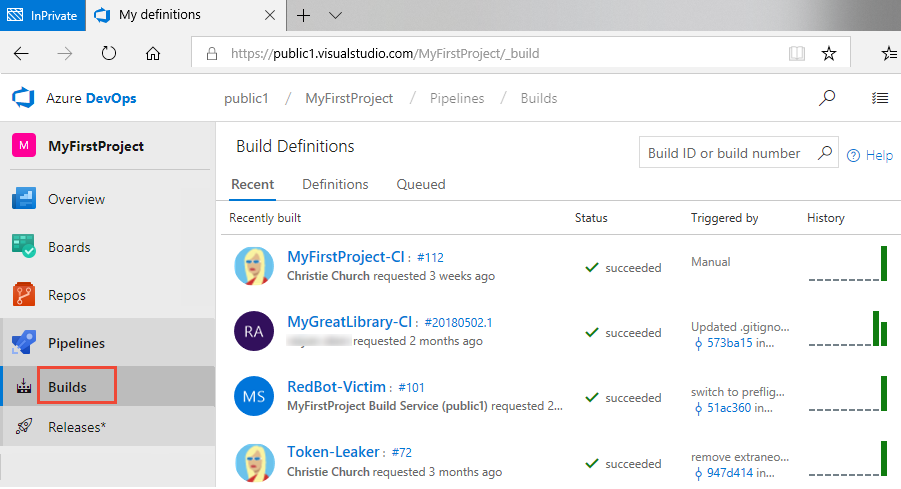 InPrivate
My definitions
https://public1.visualstudio.com/MyFirstProject/_build
Azure DevOps
public1 / MyFirstProject / Pipelines / Builds
M MyFirstProject
Overview
Boards
Repos
Pipelines
Builds
Releases*
Build Definitions
Build ID or build number
Help
Recent Definitions Queued
Recently built Status Triggered by History
MyFirstProject-CI : #112
Christie Church requested 3 weeks ago
succeeded
Manual
RA
MyGreatLibrary-CI : #20180502.1
requested 2 months ago
succeeded
Updated .gitigno...
573ba15 in...
MS
RedBot-Victim : #101
MyFirstProject Build Service (public1) requested 2...
succeeded
switch to preflig...
51ac360 in...
Token-Leaker : #72
Christie Church requested 3 months ago
succeeded
remove extraneo...
947d414 in...